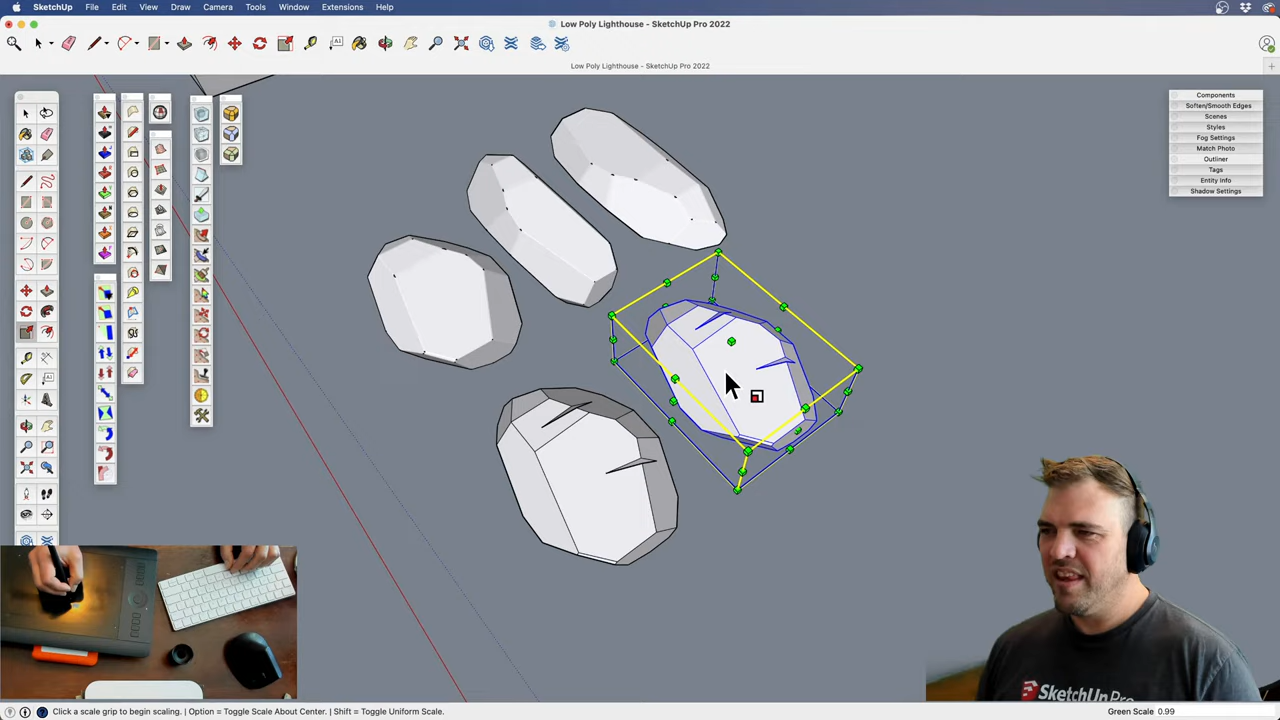 SketchUp File Edit View Draw Camera Tools Window Extensions Help
Low Poly Lighthouse - SketchUp Pro 2022
Low Poly Lighthouse - SketchUp Pro 2022
Components
Soften/Smooth Edges
Scenes
Styles
Fog Settings
Match Photo
Outliner
Tags
Entity Info
Shadow Settings
SketchUp Pro
Click a scale grip to begin scaling. | Option = Toggle Scale About Center. | Shift = Toggle Uniform Scale.
Green Scale 0.99